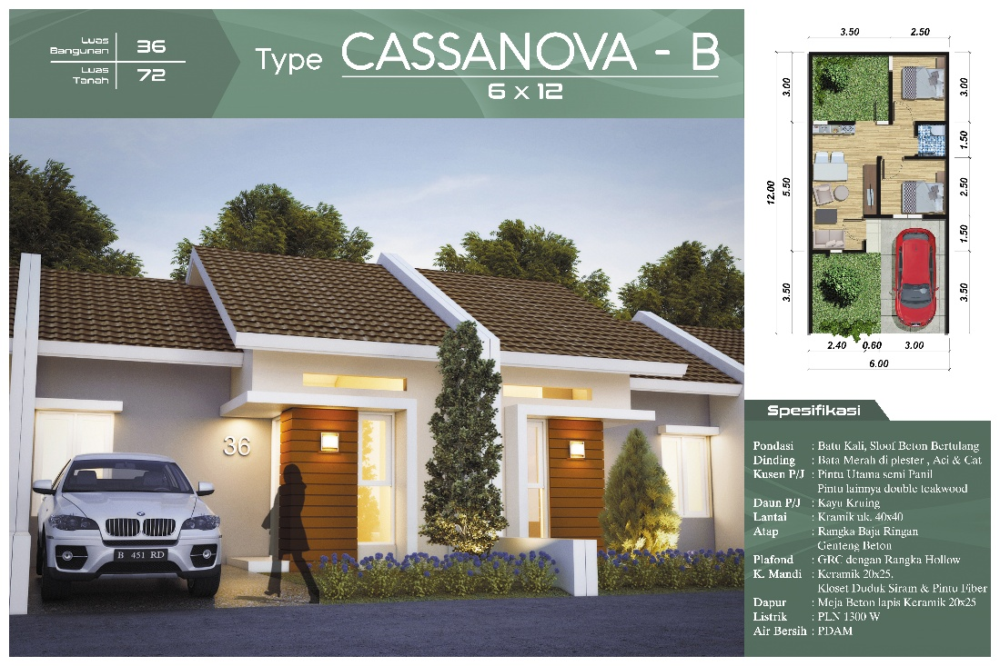 Luas Bangunan 36
Luas Tanah 72
Type CASSANOVA - B
6 x 12
36
B 451 RD
3.50 2.50
3.00 3.00
1.50
12.00 5.50 2.50
1.50
3.50 3.50
2.40 0.60 3.00
6.00
Spesifikasi
Pondasi : Batu Kali, Sloof Beton Bertulang
Dinding : Bata Merah di plester , Aci & Cat
Kusen P/J : Pintu Utama semi Panil
Pintu lainnya double teakwood
Daun P/J : Kayu Kruing
Lantai : Kramik uk. 40x40
Atap : Rangka Baja Ringan
Genteng Beton
Plafond : GRC dengan Rangka Hollow
K. Mandi : Keramik 20x25,
Kloset Duduk Siram & Pintu Fiber
Dapur : Meja Beton lapis Keramik 20x25
Listrik : PLN 1300 W
Air Bersih : PDAM